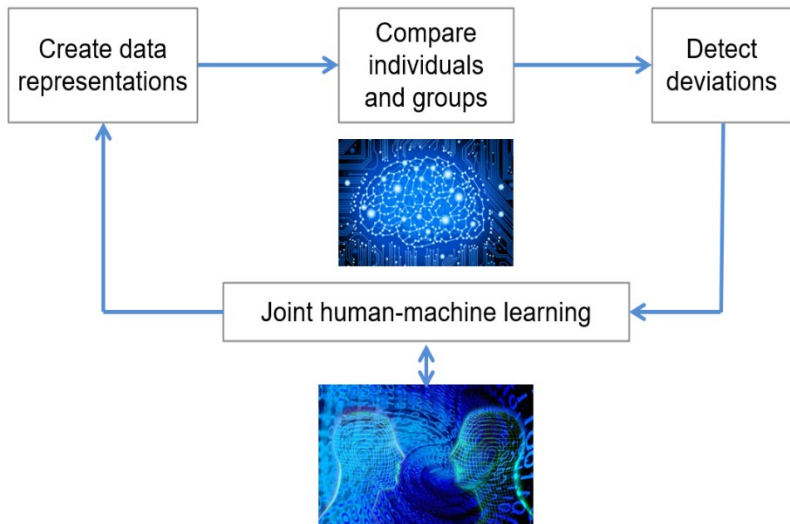 Create data
representations
Compare
individuals
and groups
Detect
deviations
Joint human-machine learning